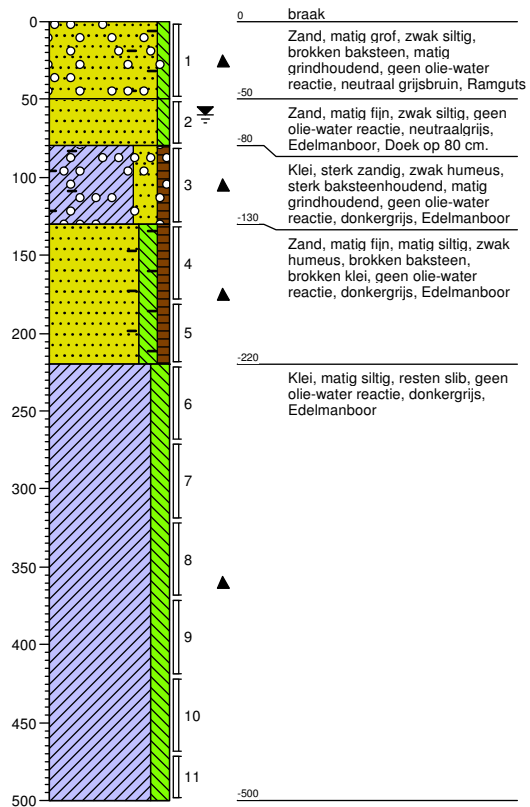 0
50
100
150
200
250
300
350
400
450
500
1
2
3
4
5
6
7
8
9
10
11
0
braak
Zand, matig grof, zwak siltig,
brokken baksteen, matig
grindhoudend, geen olie-water
reactie, neutraal grijsbruin, Ramguts
-50
Zand, matig fijn, zwak siltig, geen
olie-water reactie, neutraalgrijs,
Edelmanboor, Doek op 80 cm.
-80
Klei, sterk zandig, zwak humeus,
sterk baksteenhoudend, matig
grindhoudend, geen olie-water
reactie, donkergrijs, Edelmanboor
-130
Zand, matig fijn, matig siltig, zwak
humeus, brokken baksteen,
brokken klei, geen olie-water
reactie, donkergrijs, Edelmanboor
-220
Klei, matig siltig, resten slib, geen
olie-water reactie, donkergrijs,
Edelmanboor
-500